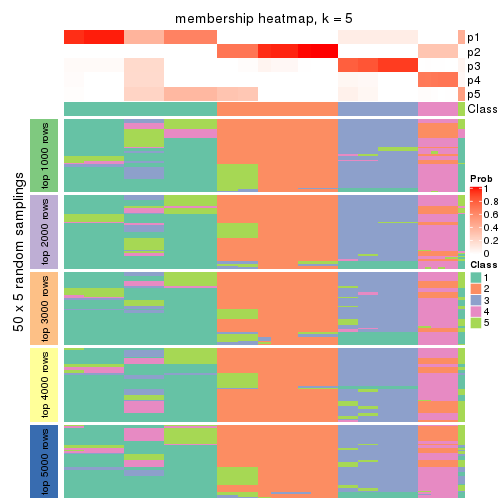 membership heatmap, k = 5
p1
p2
p3
p4
p5
Class
50 x 5 random samplings
top 1000 rows
top 2000 rows
top 3000 rows
top 4000 rows
top 5000 rows
Prob
1
0.8
0.6
0.4
0.2
0
Class
1
2
3
4
5